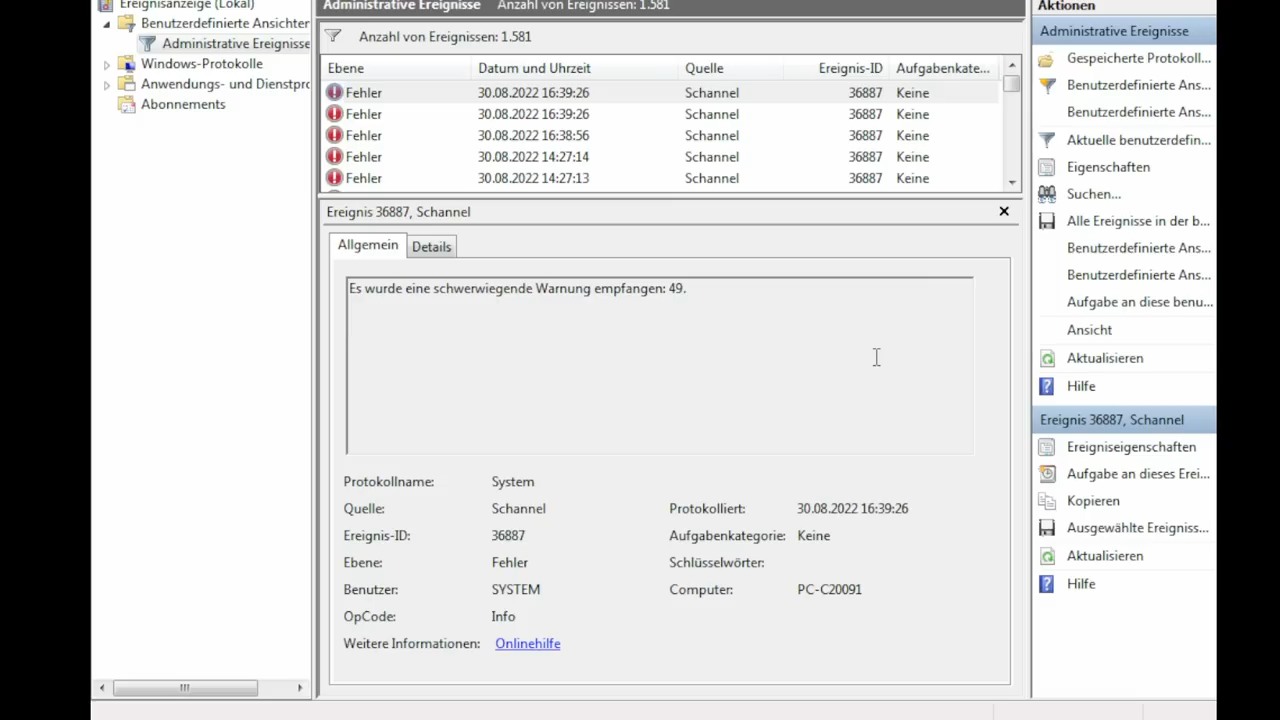 Ereignisanzeige (Lokal)
Benutzerdefinierte Ansichten
Administrative Ereignisse
Windows-Protokolle
Anwendungs- und Dienstpro
Abonnements
Administrative Ereignisse Anzahl von Ereignissen: 1.581
Anzahl von Ereignissen: 1.581
Ebene Datum und Uhrzeit Quelle Ereignis-ID Aufgabenkate...
Fehler 30.08.2022 16:39:26 Schannel 36887 Keine
Fehler 30.08.2022 16:39:26 Schannel 36887 Keine
Fehler 30.08.2022 16:38:56 Schannel 36887 Keine
Fehler 30.08.2022 14:27:14 Schannel 36887 Keine
Fehler 30.08.2022 14:27:13 Schannel 36887 Keine
Ereignis 36887, Schannel
Allgemein Details
Es wurde eine schwerwiegende Warnung empfangen: 49.
Protokollname: System
Quelle: Schannel Protokolliert: 30.08.2022 16:39:26
Ereignis-ID: 36887 Aufgabenkategorie: Keine
Ebene: Fehler Schlüsselwörter:
Benutzer: SYSTEM Computer: PC-C20091
OpCode: Info
Weitere Informationen: Onlinehilfe
Aktionen
Administrative Ereignisse
Gespeicherte Protokoll...
Benutzerdefinierte Ans...
Benutzerdefinierte Ans...
Aktuelle benutzerdefin...
Eigenschaften
Suchen...
Alle Ereignisse in der b...
Benutzerdefinierte Ans...
Benutzerdefinierte Ans...
Aufgabe an diese benu...
Ansicht
Aktualisieren
Hilfe
Ereignis 36887, Schannel
Ereigniseigenschaften
Aufgabe an dieses Erei...
Kopieren
Ausgewählte Ereigniss...
Aktualisieren
Hilfe